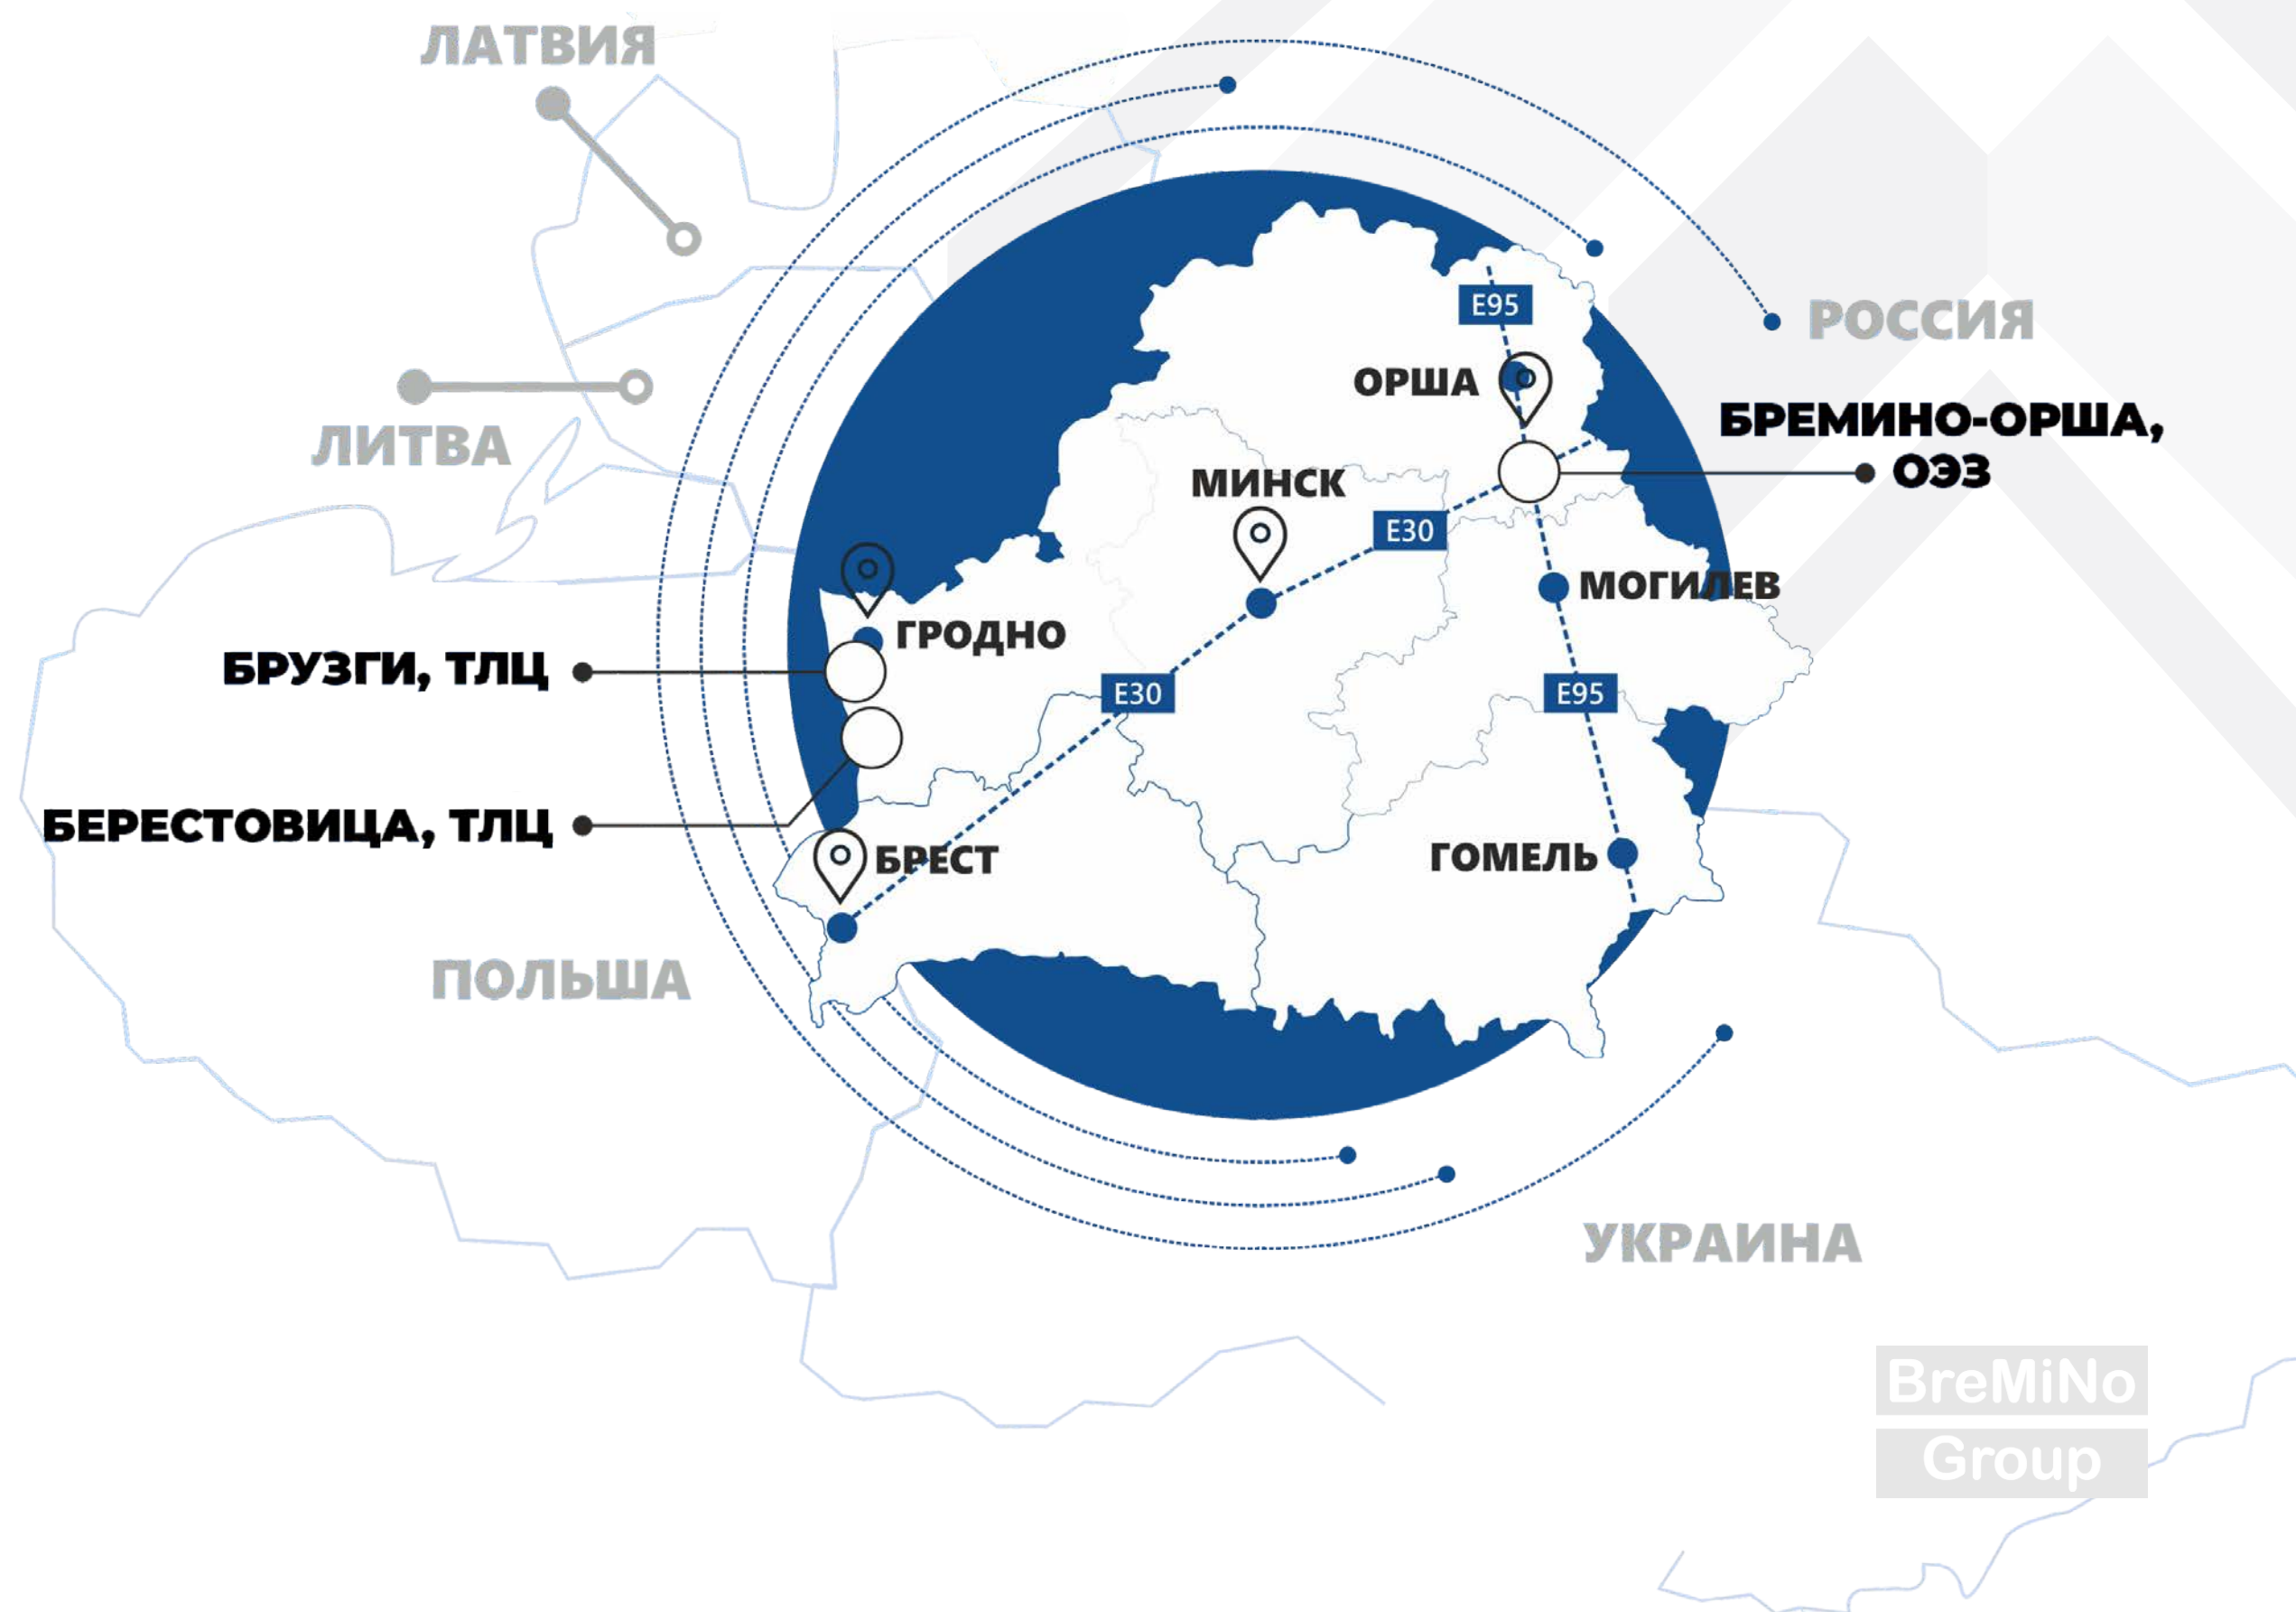 ЛАТВИЯ
E95
РОССИЯ
ОРША
БРЕМИНО-ОРША,
ОЭЗ
ЛИТВА
МИНСК
E30
МОГИЛЕВ
ГРОДНО
БРУЗГИ, ТЛЦ
E30
E95
БЕРЕСТОВИЦА, ТЛЦ
БРЕСТ
ГОМЕЛЬ
ПОЛЬША
УКРАИНА
BreMiNo
Group